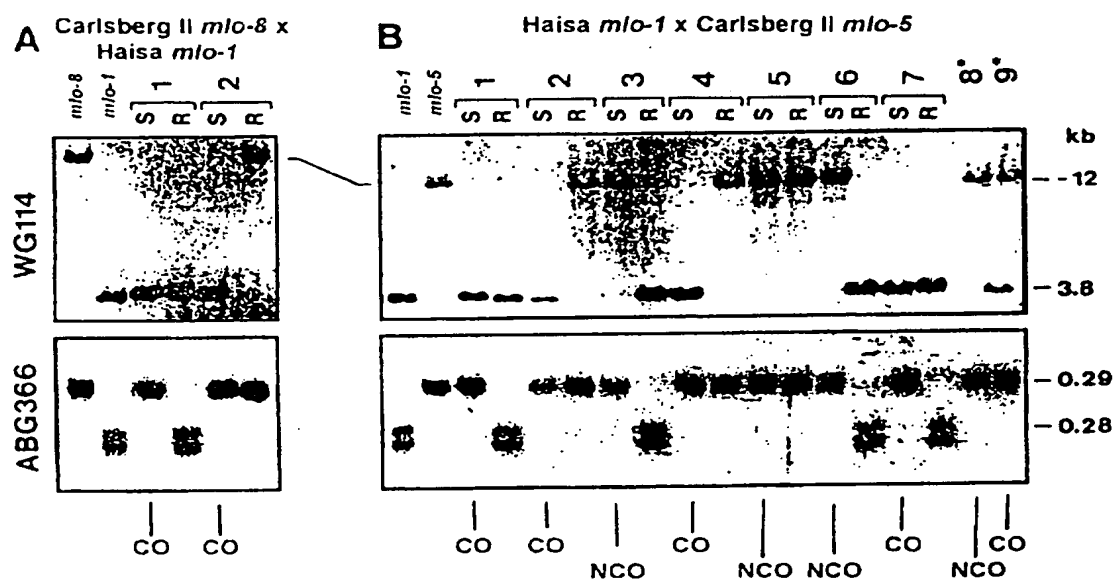 A Carlsberg II mlo-8 x
Haisa mlo-1
B Haisa mlo-1 x Carlsberg II mlo-5
mlo-8 mlo-1 1 2
S R S R
mlo-1 mlo-5 1 2 3 4 5 6 7 8* 9*
S R S R S R S R S R S R S R
kb
WG114
12
3.8
ABG366
0.29
0.28
CO CO
CO CO NCO CO NCO NCO CO NCO CO